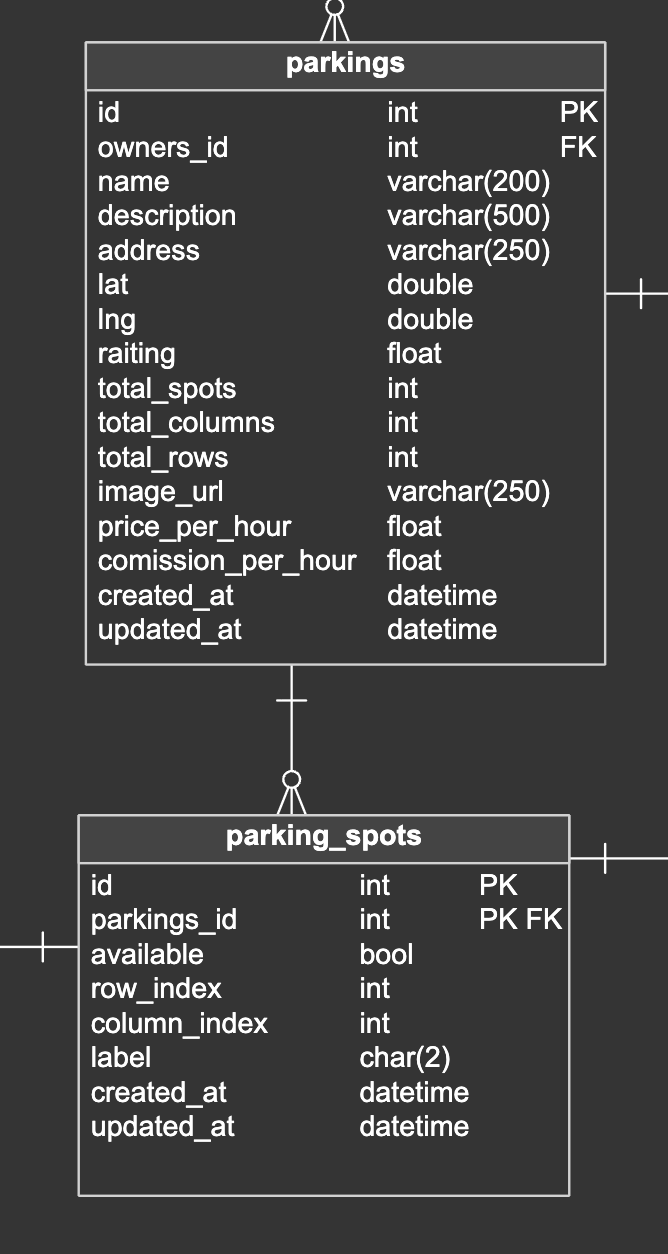 parkings
id int PK
owners_id int FK
name varchar(200)
description varchar(500)
address varchar(250)
lat double
lng double
raiting float
total_spots int
total_columns int
total_rows int
image_url varchar(250)
price_per_hour float
comission_per_hour float
created_at datetime
updated_at datetime
parking_spots
id int PK
parkings_id int PK FK
available bool
row_index int
column_index int
label char(2)
created_at datetime
updated_at datetime